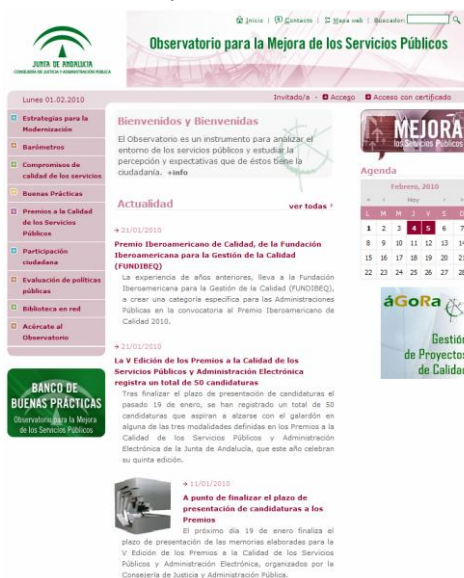 Inicio | Contacto | Mapa web | Buscador:
JUNTA DE ANDALUCIA
CONSEJERÍA DE JUSTICIA Y ADMINISTRACIÓN PÚBLICA
Observatorio para la Mejora de los Servicios Públicos
Lunes 01.02.2010
Invitado/a - Acceso Acceso con certificado
Estrategias para la
Modernización
Barómetros
Compromisos de
calidad de los servicios
Buenas Prácticas
Premios a la Calidad
de los Servicios
Públicos
Participación
ciudadana
Evaluación de políticas
públicas
Biblioteca en red
Acércate al
Observatorio
BANCO DE
BUENAS PRÁCTICAS
Observatorio para la Mejora
de los Servicios Públicos
Bienvenidos y Bienvenidas
El Observatorio es un instrumento para analizar el
entorno de los servicios públicos y estudiar la
percepción y expectativas que de éstos tiene la
ciudadanía. +info
Actualidad
ver todas
21/01/2010
Premio Iberoamericano de Calidad, de la Fundación
Iberoamericana para la Gestión de la Calidad
(FUNDIBEQ)
La experiencia de años anteriores, lleva a la Fundación
Iberoamericana para la Gestión de la Calidad (FUNDIBEQ),
a crear una categoría específica para las Administraciones
Públicas en la convocatoria al Premio Iberoamericano de
Calidad 2010.
21/01/2010
La V Edición de los Premios a la Calidad de los
Servicios Públicos y Administración Electrónica
registra un total de 50 candidaturas
Tras finalizar el plazo de presentación de candidaturas el
pasado 19 de enero, se han registrado un total de 50
candidaturas que aspiran a alzarse con el galardón en
alguna de las tres modalidades definidas en los Premios a la
Calidad de los Servicios Públicos y Administración
Electrónica de la Junta de Andalucía, que este año celebran
su quinta edición.
11/01/2010
A punto de finalizar el plazo de
presentación de candidaturas a los
Premios
El próximo día 19 de enero finaliza el
plazo de presentación de las memorias elaboradas para la
V Edición de los Premios a la Calidad de los Servicios
Públicos y Administración Electrónica, organizados por la
Consejería de Justicia y Administración Pública.
MEJORA
los Servicios Públicos
Agenda
Febrero, 2010
« ‹ Hoy › »
L M M J V S D
1 2 3 4 5 6 7
8 9 10 11 12 13 14
15 16 17 18 19 20 21
22 23 24 25 26 27 28
áGoRa
Gestión
de Proyectos
de Calidad